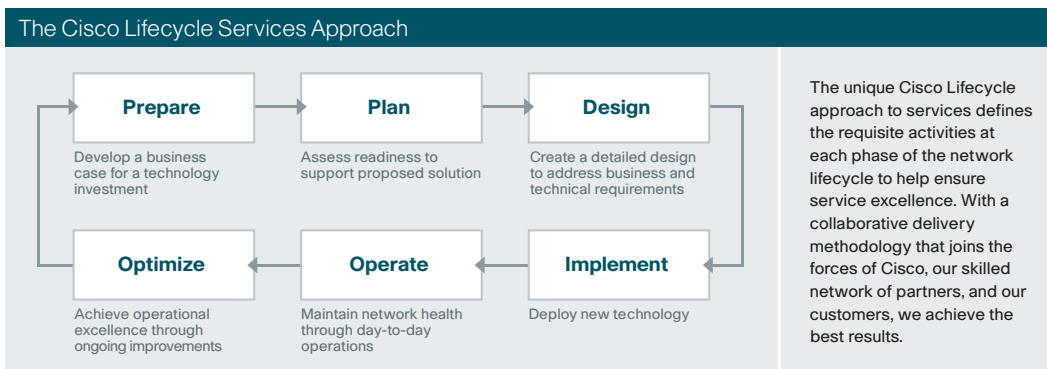 The Cisco Lifecycle Services Approach
Prepare
Develop a business
case for a technology
investment
Plan
Assess readiness to
support proposed solution
Design
Create a detailed design
to address business and
technical requirements
Optimize
Achieve operational
excellence through
ongoing improvements
Operate
Maintain network health
through day-to-day
operations
Implement
Deploy new technology
The unique Cisco Lifecycle
approach to services defines
the requisite activities at
each phase of the network
lifecycle to help ensure
service excellence. With a
collaborative delivery
methodology that joins the
forces of Cisco, our skilled
network of partners, and our
customers, we achieve the
best results.